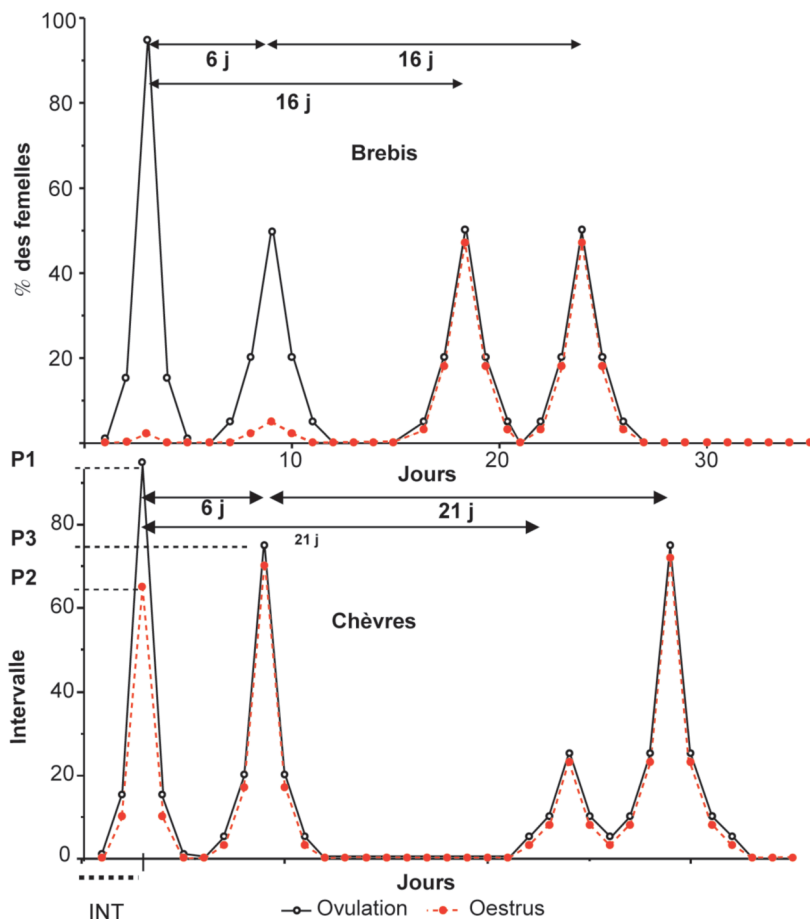 100
6 j
16 j
80
16 j
Brebis
% des femelles
60
40
20
10
20
30
Jours
P1
6 j
21 j
80
P3
21 j
P2
60
Chèvres
Intervalle
40
20
0
Jours
INT
Ovulation
Oestrus